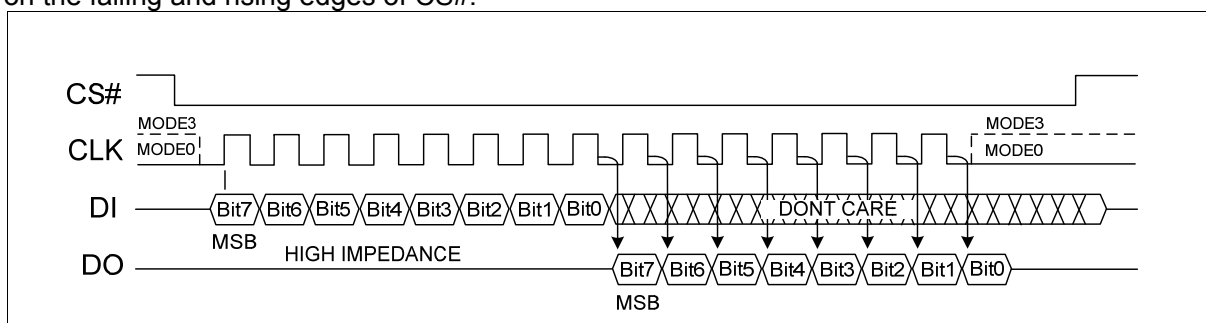 on the falling and rising edges of CS#.
CS#
MODE3
MODE3
CLK
MODE0
MODE0
DI
Bit7 Bit6 Bit5 Bit4 Bit3 Bit2 Bit1 Bit0 DONT CARE
MSB
HIGH IMPEDANCE
DO
Bit7 Bit6 Bit5 Bit4 Bit3 Bit2 Bit1 Bit0
MSB